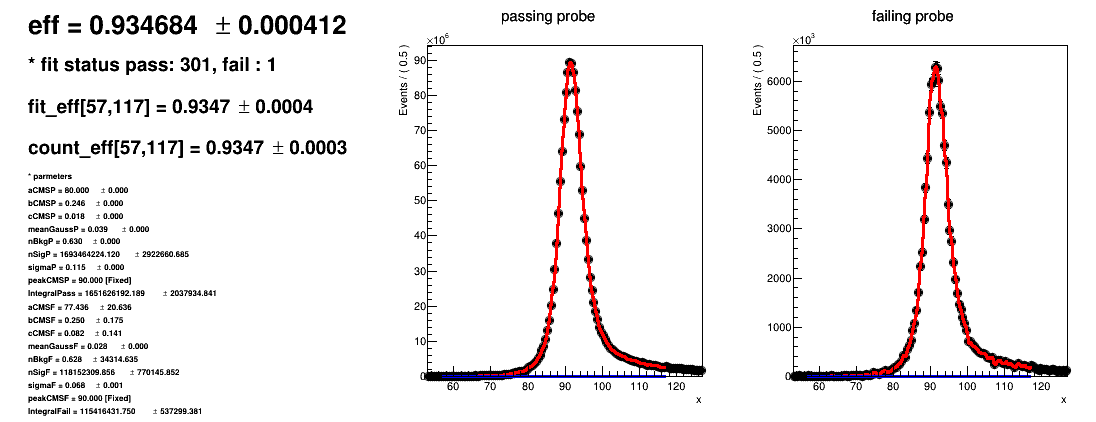 eff = 0.934684 ± 0.000412
* fit status pass: 301, fail : 1
fit_eff[57,117] = 0.9347 ± 0.0004
count_eff[57,117] = 0.9347 ± 0.0003
* parmeters
aCMSP = 80.000 ± 0.000
bCMSP = 0.246 ± 0.000
cCMSP = 0.018 ± 0.000
meanGaussP = 0.039 ± 0.000
nBkgP = 0.630 ± 0.000
nSigP = 1693464224.120 ± 2922660.685
sigmaP = 0.115 ± 0.000
peakCMSP = 90.000 [Fixed]
IntegralPass = 1651626192.189 ± 2037934.841
aCMSF = 77.436 ± 20.636
bCMSF = 0.250 ± 0.175
cCMSF = 0.082 ± 0.141
meanGaussF = 0.028 ± 0.000
nBkgF = 0.628 ± 34314.635
nSigF = 118152309.856 ± 770145.852
sigmaF = 0.068 ± 0.001
peakCMSF = 90.000 [Fixed]
IntegralFail = 115416431.750 ± 537299.381
passing probe
×10⁶
Events / ( 0.5 )
90
80
70
60
50
40
30
20
10
0
60 70 80 90 100 110 120
x
failing probe
×10³
Events / ( 0.5 )
6000
5000
4000
3000
2000
1000
0
60 70 80 90 100 110 120
x